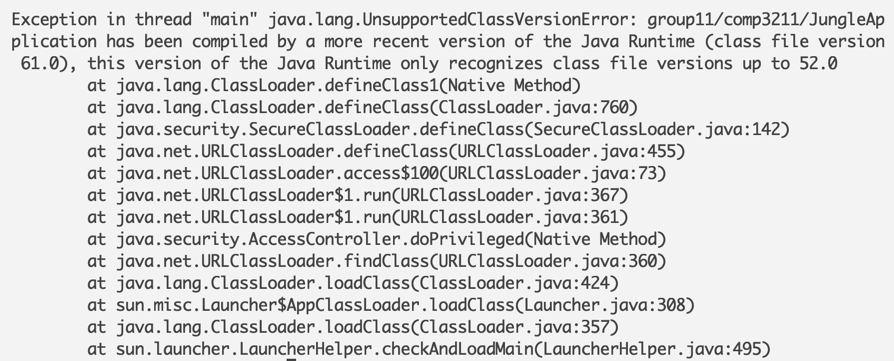 Exception in thread "main" java.lang.UnsupportedClassVersionError: group11/comp3211/JungleAp
plication has been compiled by a more recent version of the Java Runtime (class file version
 61.0), this version of the Java Runtime only recognizes class file versions up to 52.0
        at java.lang.ClassLoader.defineClass1(Native Method)
        at java.lang.ClassLoader.defineClass(ClassLoader.java:760)
        at java.security.SecureClassLoader.defineClass(SecureClassLoader.java:142)
        at java.net.URLClassLoader.defineClass(URLClassLoader.java:455)
        at java.net.URLClassLoader.access$100(URLClassLoader.java:73)
        at java.net.URLClassLoader$1.run(URLClassLoader.java:367)
        at java.net.URLClassLoader$1.run(URLClassLoader.java:361)
        at java.security.AccessController.doPrivileged(Native Method)
        at java.net.URLClassLoader.findClass(URLClassLoader.java:360)
        at java.lang.ClassLoader.loadClass(ClassLoader.java:424)
        at sun.misc.Launcher$AppClassLoader.loadClass(Launcher.java:308)
        at java.lang.ClassLoader.loadClass(ClassLoader.java:357)
        at sun.launcher.LauncherHelper.checkAndLoadMain(LauncherHelper.java:495)